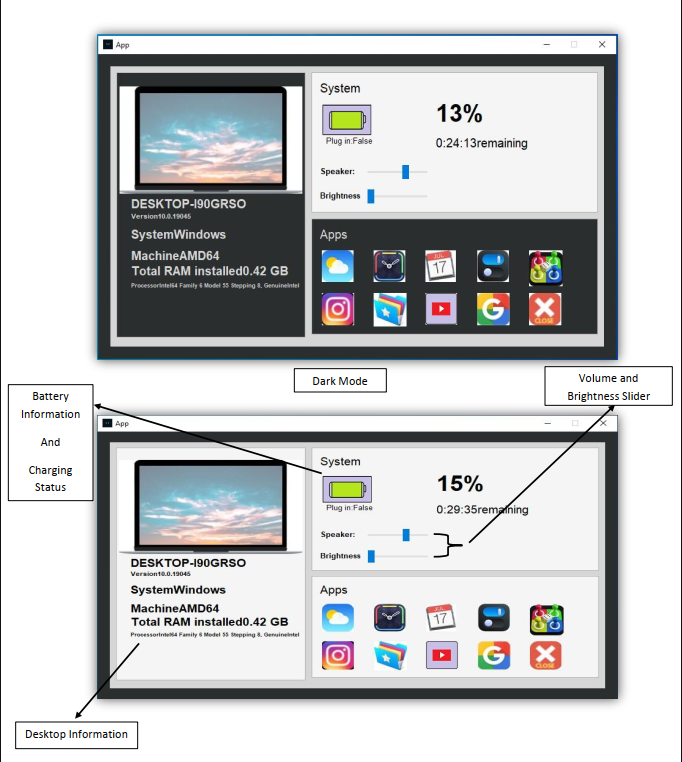 App
System
13%
Plug in:False
0:24:13remaining
Speaker:
Brightness
DESKTOP-I90GRSO
Version10.0.19045
SystemWindows
MachineAMD64
Total RAM installed0.42 GB
ProcessorIntel64 Family 6 Model 55 Stepping 8, GenuineIntel
Apps
JUL
17
CLOSE
Dark Mode
Battery
Information
And
Charging
Status
Volume and
Brightness Slider
App
System
15%
Plug in:False
0:29:35remaining
Speaker:
Brightness
DESKTOP-I90GRSO
Version10.0.19045
SystemWindows
MachineAMD64
Total RAM installed0.42 GB
ProcessorIntel64 Family 6 Model 55 Stepping 8, GenuineIntel
Apps
JUL
17
CLOSE
Desktop Information